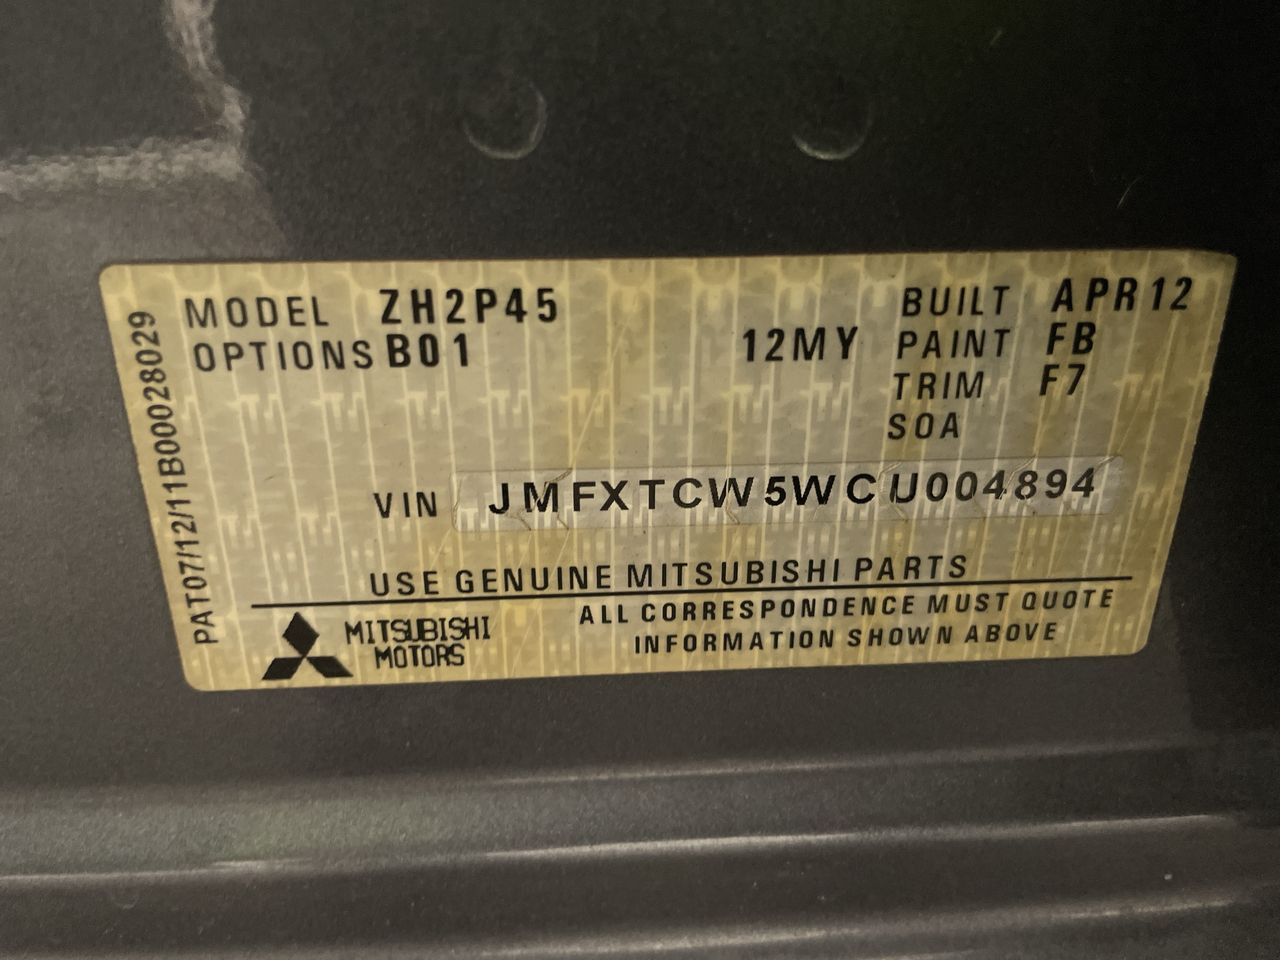 MODEL ZH2P45
OPTIONS B01
12MY
BUILT APR12
PAINT FB
TRIM F7
SOA
VIN JMFXTCW5WCU004894
USE GENUINE MITSUBISHI PARTS
MITSUBISHI
MOTORS
ALL CORRESPONDENCE MUST QUOTE
INFORMATION SHOWN ABOVE
PAT07/12/11B00028029